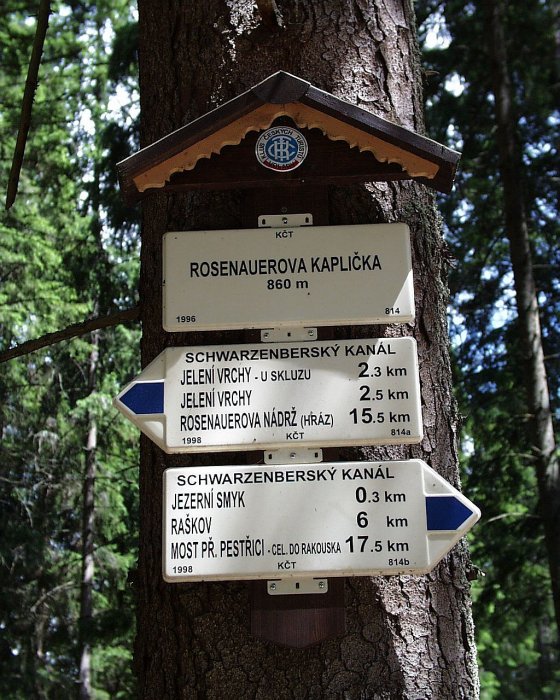 KČT
ROSENAUEROVA KAPLIČKA
860 m
1996 814
SCHWARZENBERSKÝ KANÁL
JELENÍ VRCHY - U SKLUZU 2.3 KM
JELENÍ VRCHY 2.5 KM
ROSENAUEROVA NÁDRŽ (HRÁZ) 15.5 KM
1998 KČT 814a
SCHWARZENBERSKÝ KANÁL
JEZERNÍ SMYK 0.3 KM
RAŠKOV 6 KM
MOST PŘ. PESTŘICI - CEL. DO RAKOUSKA 17.5 KM
1998 KČT 814b